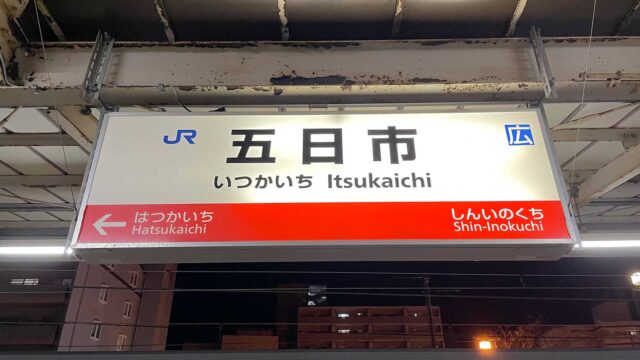 JR 五日市 広
いつかいち Itsukaichi
← はつかいち しんいのくち
Hatsukaichi Shin-Inokuchi